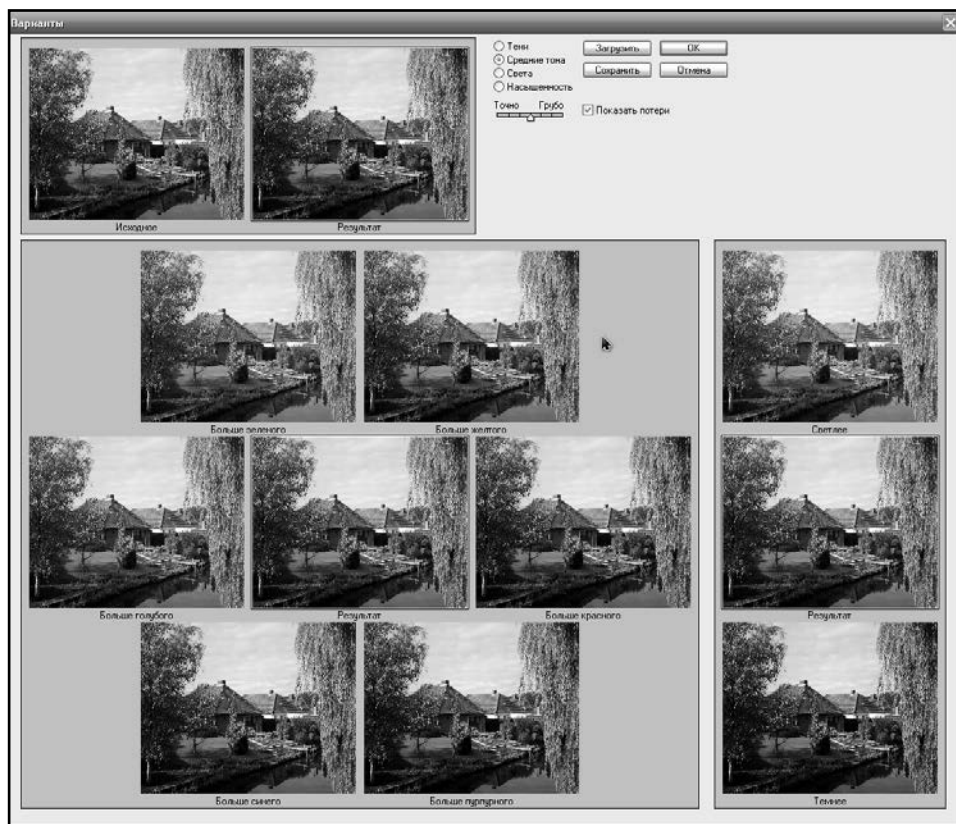 Варианты
Тени
Средние тона
Света
Насыщенность
Загрузить
OK
Сохранить
Отмена
Точно Грубо
Показать потери
Исходное
Результат
Больше зеленого
Больше желтого
Светлее
Больше голубого
Результат
Больше красного
Результат
Больше синего
Больше пурпурного
Темнее